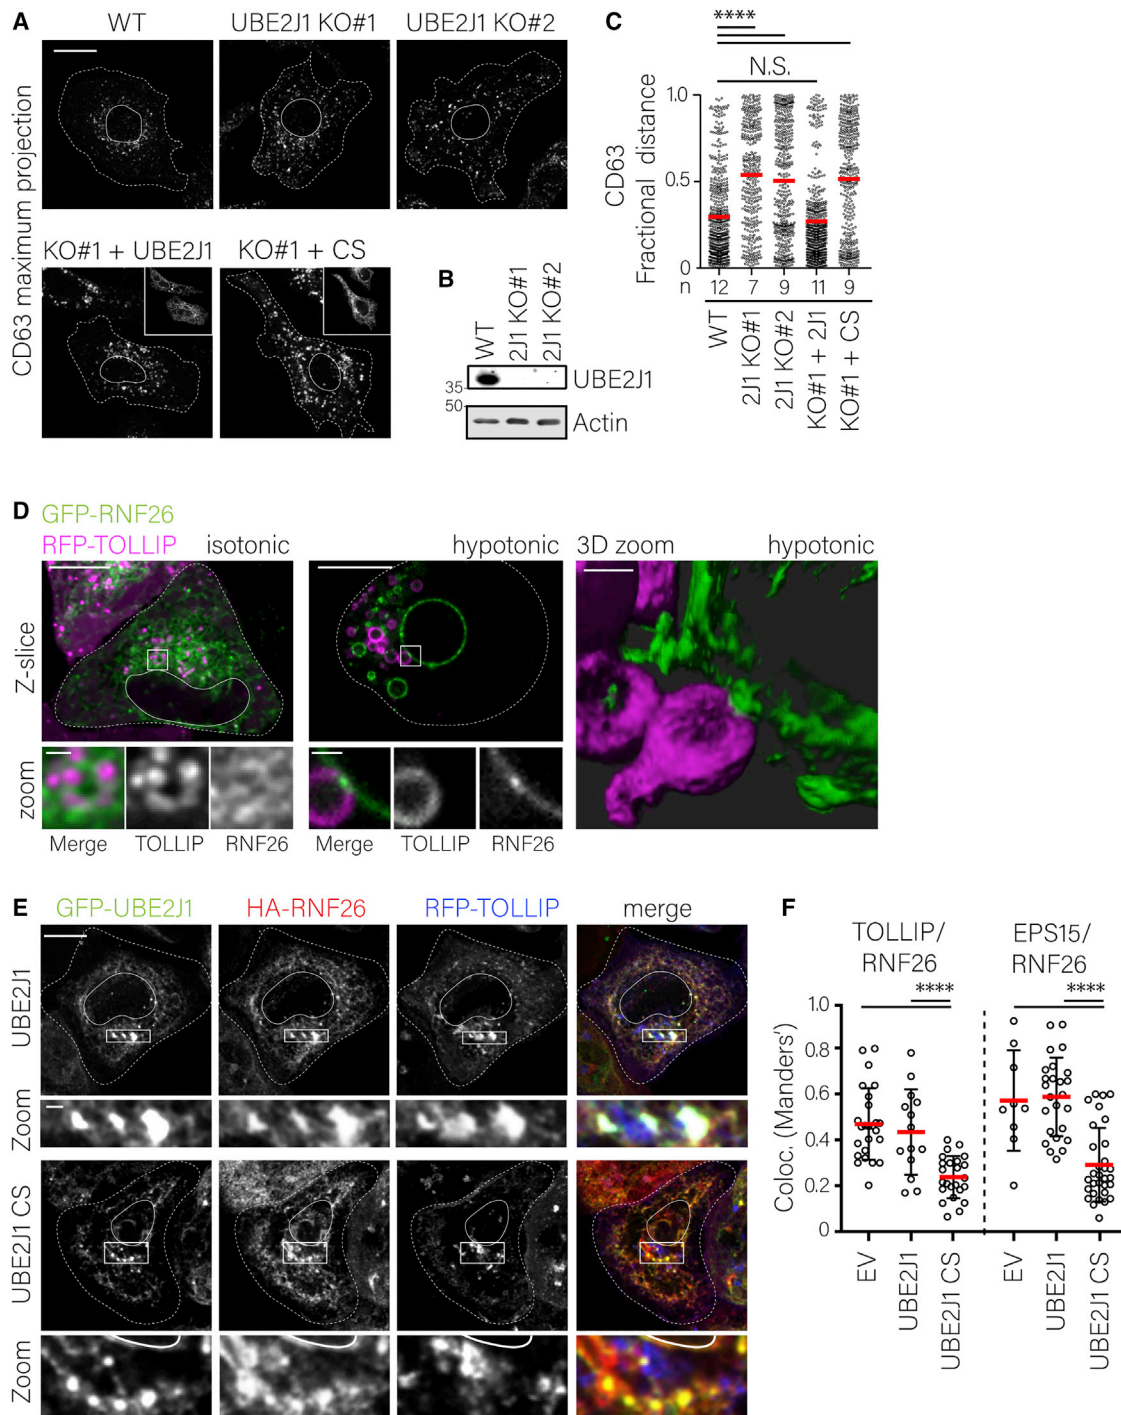 A
WT
UBE2J1 KO#1
UBE2J1 KO#2
CD63 maximum projection
KO#1 + UBE2J1
KO#1 + CS
B
WT
2J1 KO#1
2J1 KO#2
35
UBE2J1
50
Actin
C
****
N.S.
CD63
Fractional distance
1.0
0.5
0
n
12
7
9
11
9
WT
2J1 KO#1
2J1 KO#2
KO#1 + 2J1
KO#1 + CS
D
GFP-RNF26
RFP-TOLLIP
isotonic
hypotonic
3D zoom
hypotonic
Z-slice
zoom
Merge
TOLLIP
RNF26
Merge
TOLLIP
RNF26
E
GFP-UBE2J1
HA-RNF26
RFP-TOLLIP
merge
UBE2J1
Zoom
UBE2J1 CS
Zoom
F
TOLLIP/
RNF26
EPS15/
RNF26
****
****
Coloc. (Manders')
1.0
0.8
0.6
0.4
0.2
0
EV
UBE2J1
UBE2J1 CS
EV
UBE2J1
UBE2J1 CS